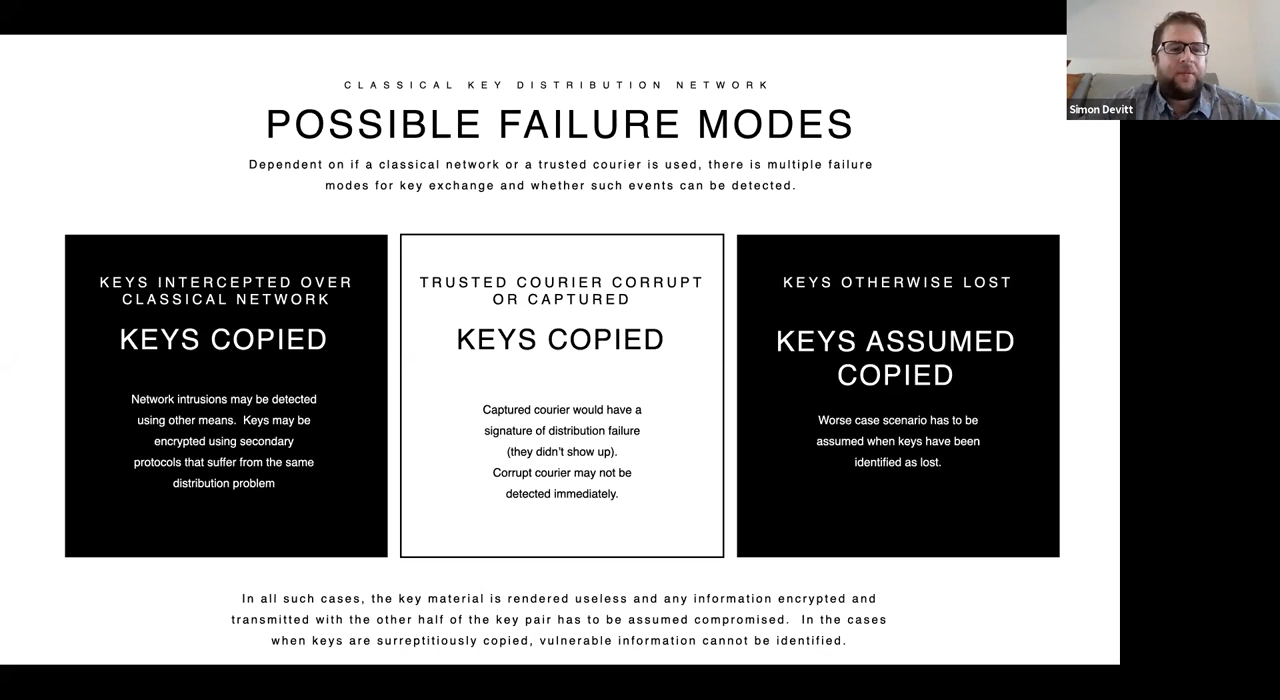 Simon Devitt
CLASSICAL KEY DISTRIBUTION NETWORK
POSSIBLE FAILURE MODES
Dependent on if a classical network or a trusted courier is used, there is multiple failure
modes for key exchange and whether such events can be detected.
KEYS INTERCEPTED OVER
CLASSICAL NETWORK
KEYS COPIED
Network intrusions may be detected
using other means.  Keys may be
encrypted using secondary
protocols that suffer from the same
distribution problem
TRUSTED COURIER CORRUPT
OR CAPTURED
KEYS COPIED
Captured courier would have a
signature of distribution failure
(they didn't show up).
Corrupt courier may not be
detected immediately.
KEYS OTHERWISE LOST
KEYS ASSUMED
COPIED
Worse case scenario has to be
assumed when keys have been
identified as lost.
In all such cases, the key material is rendered useless and any information encrypted and
transmitted with the other half of the key pair has to be assumed compromised.  In the cases
when keys are surreptitiously copied, vulnerable information cannot be identified.